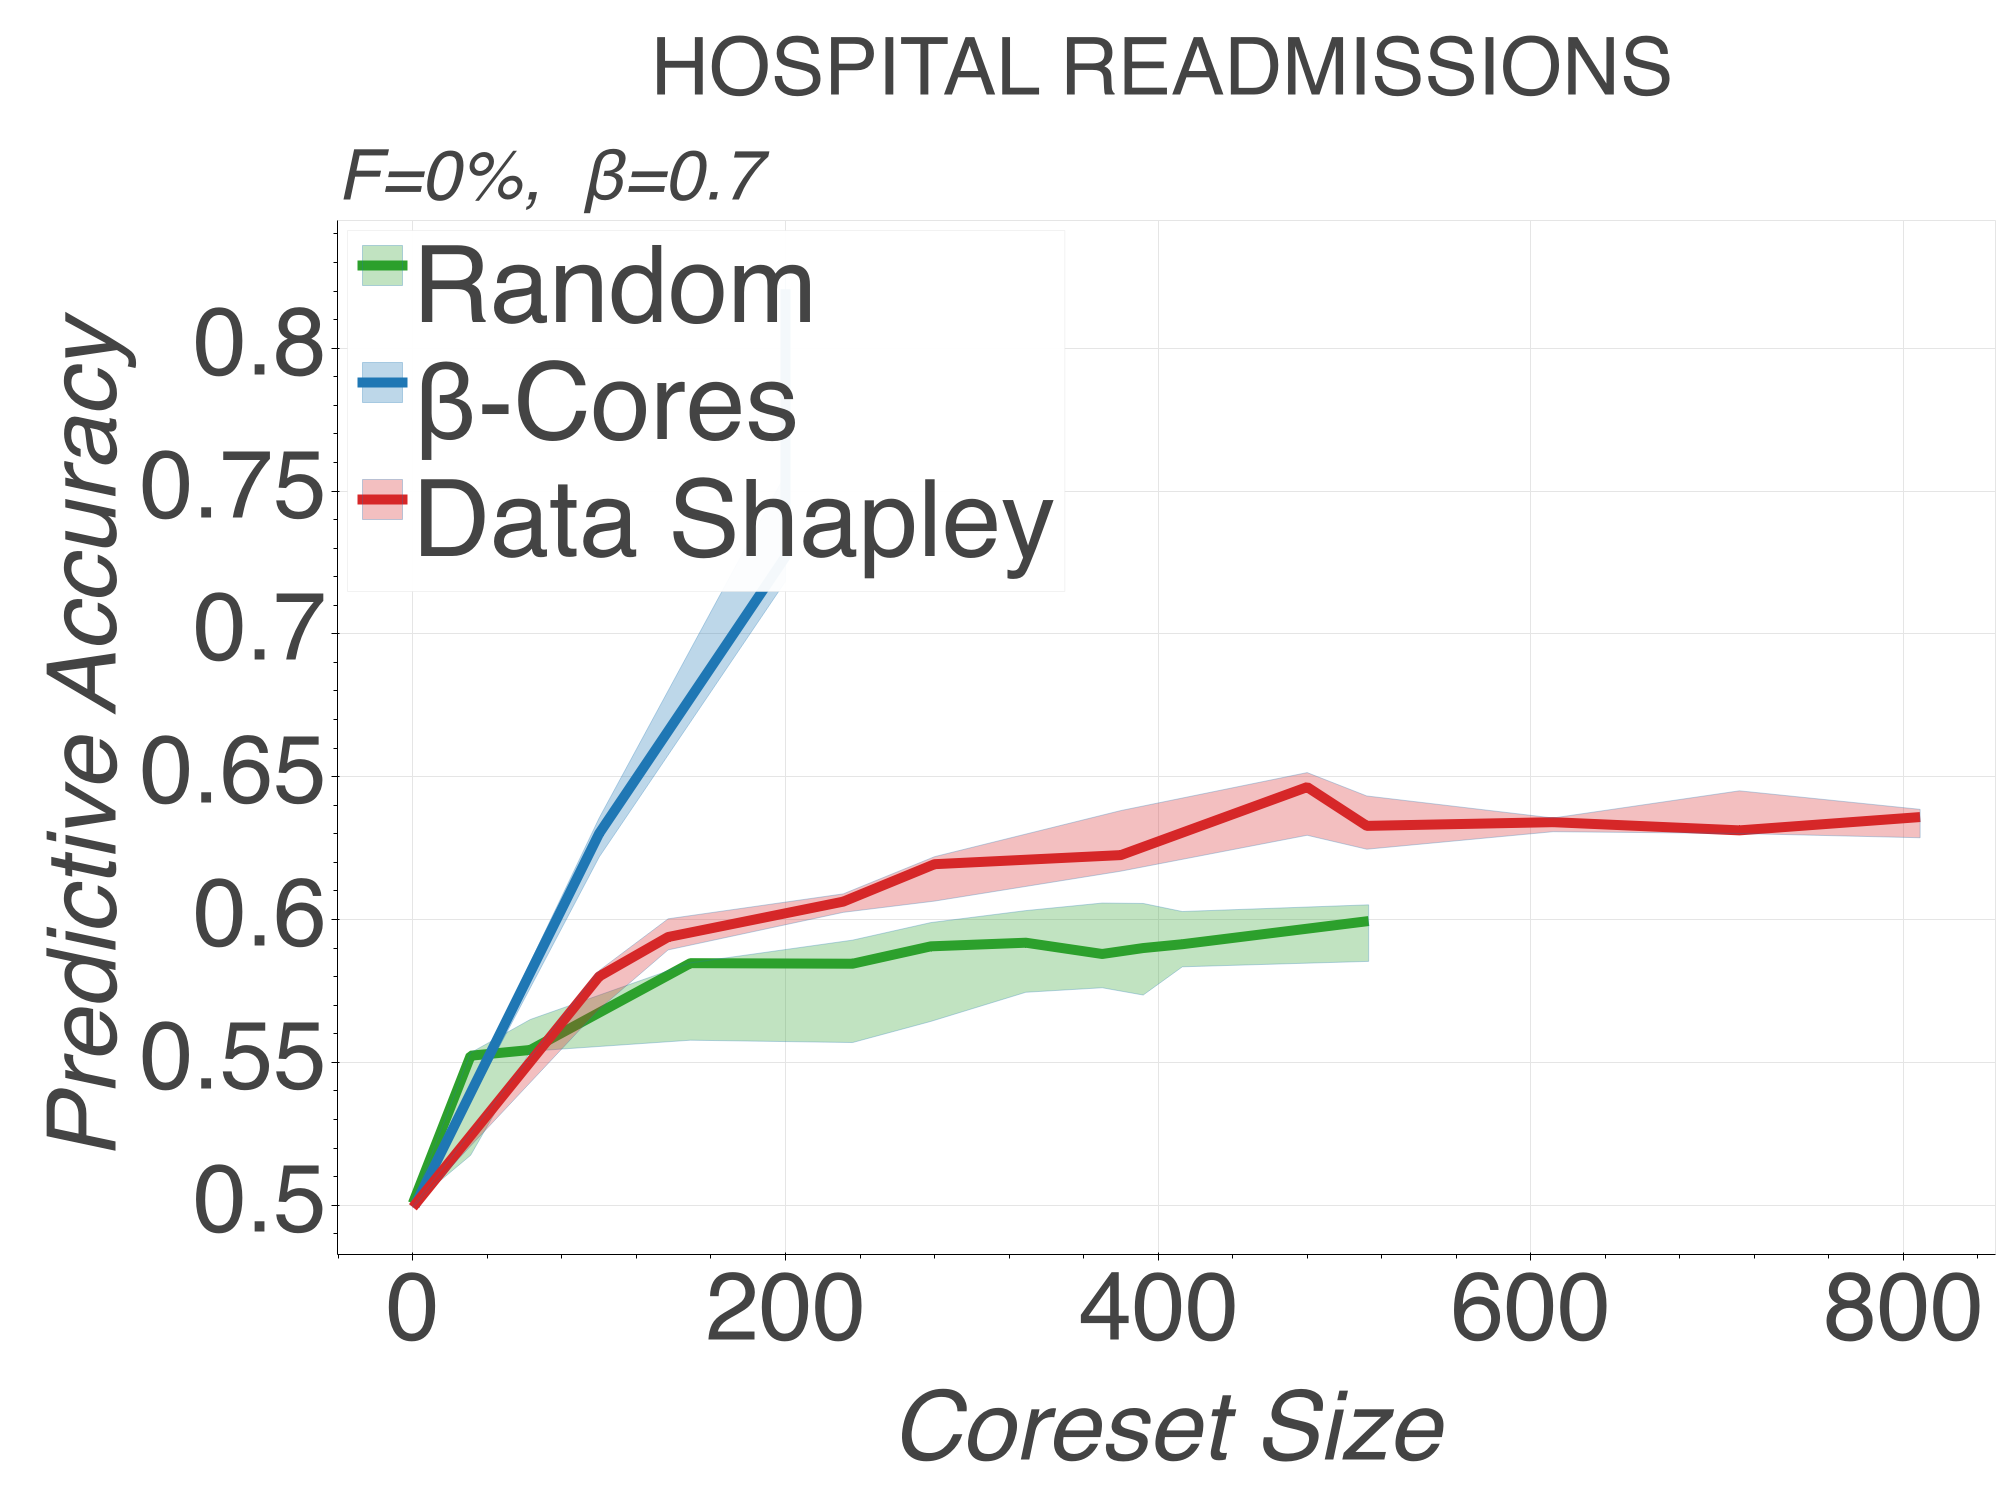 HOSPITAL READMISSIONS
F=0%, β=0.7
Random
β-Cores
Data Shapley
Predictive Accuracy
0.8
0.75
0.7
0.65
0.6
0.55
0.5
0 200 400 600 800
Coreset Size